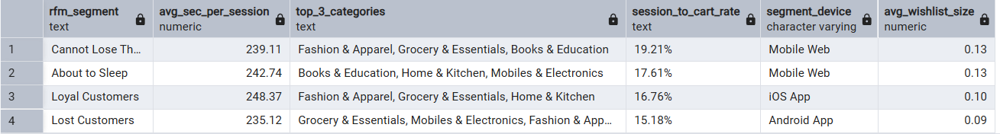 rfm_segment avg_sec_per_session top_3_categories session_to_cart_rate segment_device avg_wishlist_size
text numeric text text character varying numeric
1 Cannot Lose Th... 239.11 Fashion & Apparel, Grocery & Essentials, Books & Education 19.21% Mobile Web 0.13
2 About to Sleep 242.74 Books & Education, Home & Kitchen, Mobiles & Electronics 17.61% Mobile Web 0.13
3 Loyal Customers 248.37 Fashion & Apparel, Grocery & Essentials, Home & Kitchen 16.76% iOS App 0.10
4 Lost Customers 235.12 Grocery & Essentials, Mobiles & Electronics, Fashion & App... 15.18% Android App 0.09